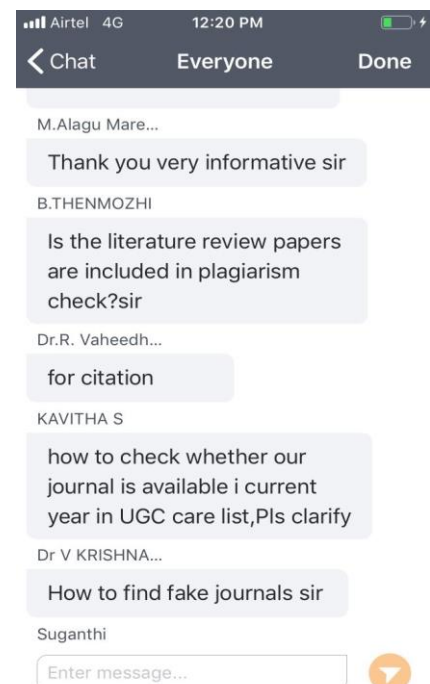 Airtel 4G 12:20 PM
Chat Everyone Done
M.Alagu Mare...
Thank you very informative sir
B.THENMOZHI
Is the literature review papers
are included in plagiarism
check?sir
Dr.R. Vaheedh...
for citation
KAVITHA S
how to check whether our
journal is available i current
year in UGC care list,Pls clarify
Dr V KRISHNA...
How to find fake journals sir
Suganthi
Enter message...